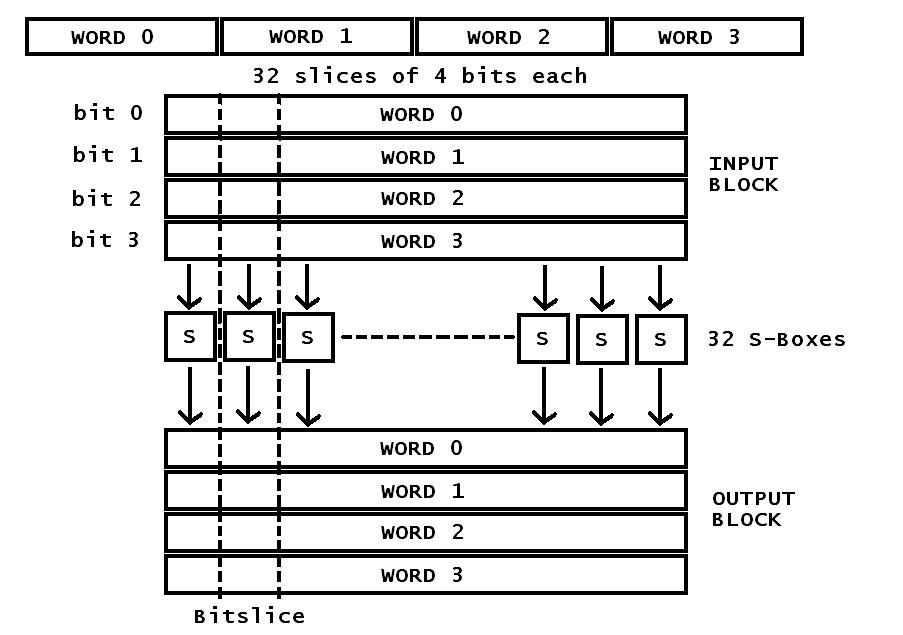 WORD 0 WORD 1 WORD 2 WORD 3
32 slices of 4 bits each
bit 0 WORD 0
bit 1 WORD 1
bit 2 WORD 2
bit 3 WORD 3
INPUT
BLOCK
S S S S S S
32 S-Boxes
WORD 0
WORD 1
WORD 2
WORD 3
OUTPUT
BLOCK
Bitslice